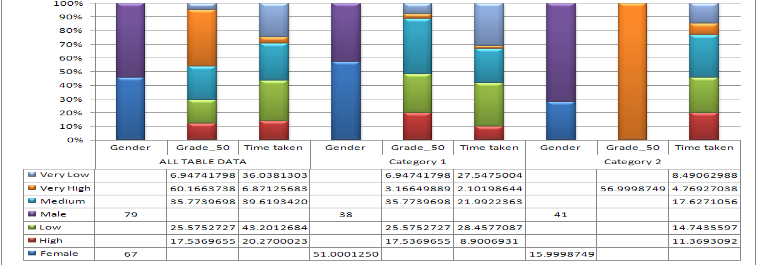 100%
90%
80%
70%
60%
50%
40%
30%
20%
10%
0%
Gender Grade_50 Time taken Gender Grade_50 Time taken Gender Grade_50 Time taken
ALL TABLE DATA Category 1 Category 2
Very Low 6.94741798 36.0381303 6.94741798 27.5475004 8.49062988
Very High 60.1663738 6.87125683 3.16649889 2.10198644 56.9998749 4.76927038
Medium 35.7739698 39.6193420 35.7739698 21.9922363 17.6271056
Male 79 38 41
Low 25.5752727 43.2012684 25.5752727 28.4577087 14.7435597
High 17.5369655 20.2700023 17.5369655 8.9006931 11.3693092
Female 67 51.0001250 15.9998749